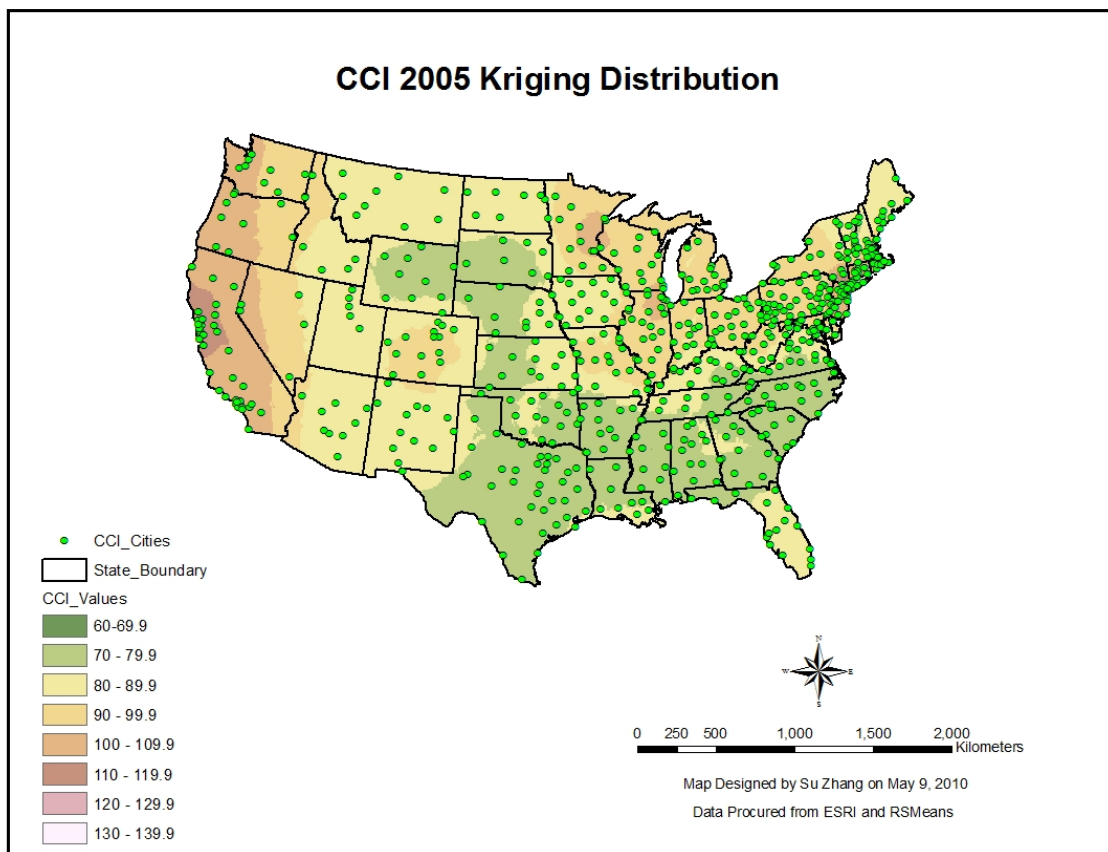 CCI 2005 Kriging Distribution
CCI_Cities
State_Boundary
CCI_Values
60-69.9
70 - 79.9
80 - 89.9
90 - 99.9
100 - 109.9
110 - 119.9
120 - 129.9
130 - 139.9
N
W
E
S
0 250 500 1,000 1,500 2,000
Kilometers
Map Designed by Su Zhang on May 9, 2010
Data Procured from ESRI and RSMeans